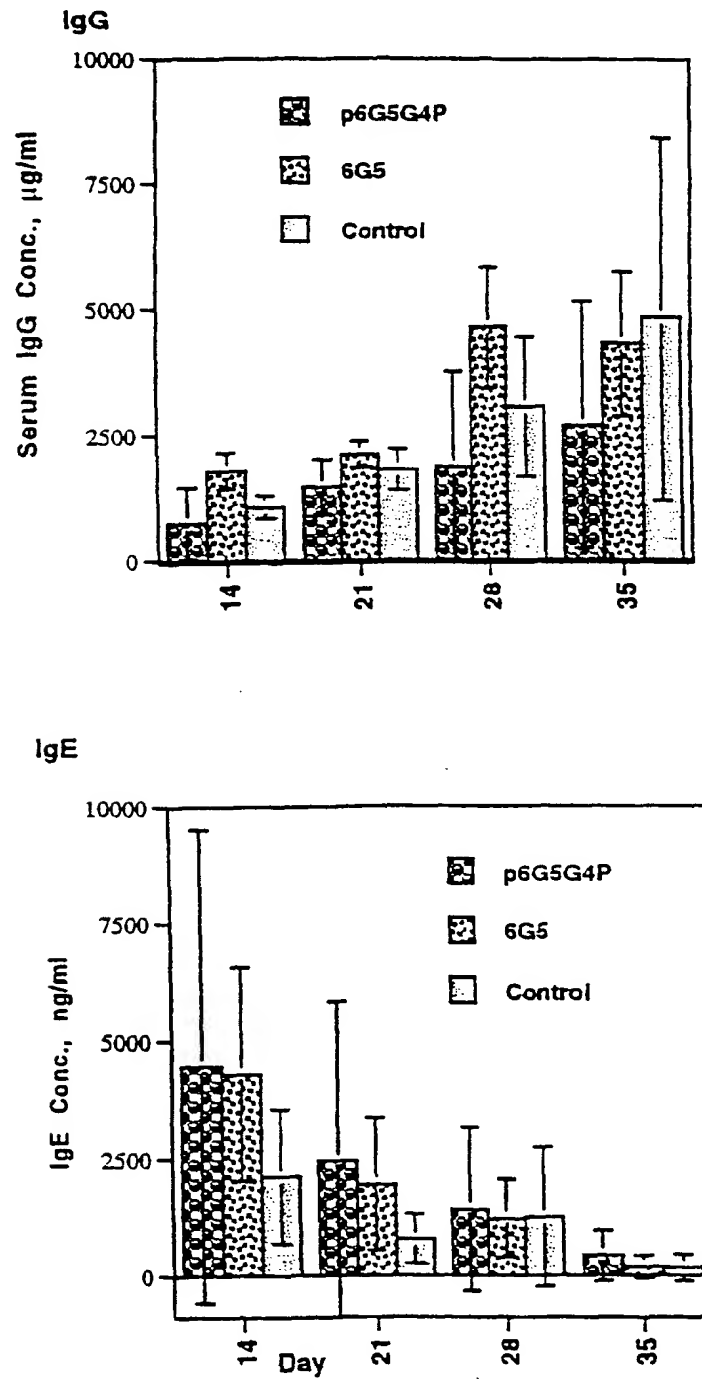 IgG
10000
7500
5000
2500
0
Serum IgG Conc., µg/ml
p6G5G4P
6G5
Control
14
21
28
35
IgE
10000
7500
5000
2500
0
IgE Conc., ng/ml
p6G5G4P
6G5
Control
14
21
28
35
Day